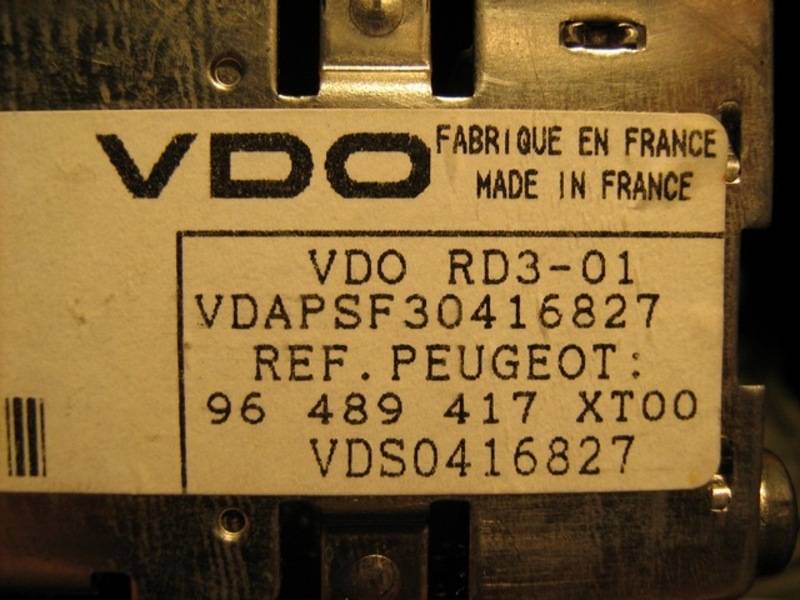 VDO
FABRIQUE EN FRANCE
MADE IN FRANCE
VDO RD3-01
VDAPSF30416827
REF. PEUGEOT:
96 489 417 XT00
VDS0416827